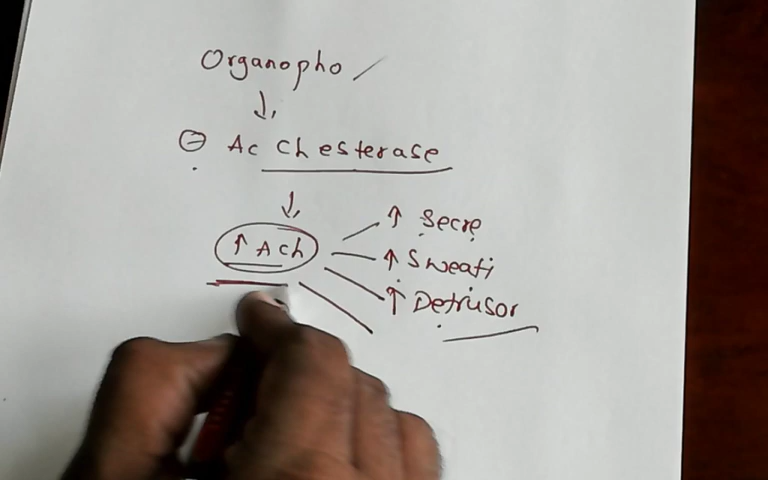 Organopho
↓
⊖ Ac chesterase
↓
↑ Ach
↑ Secre
↑ Sweati
↑ Detrusor